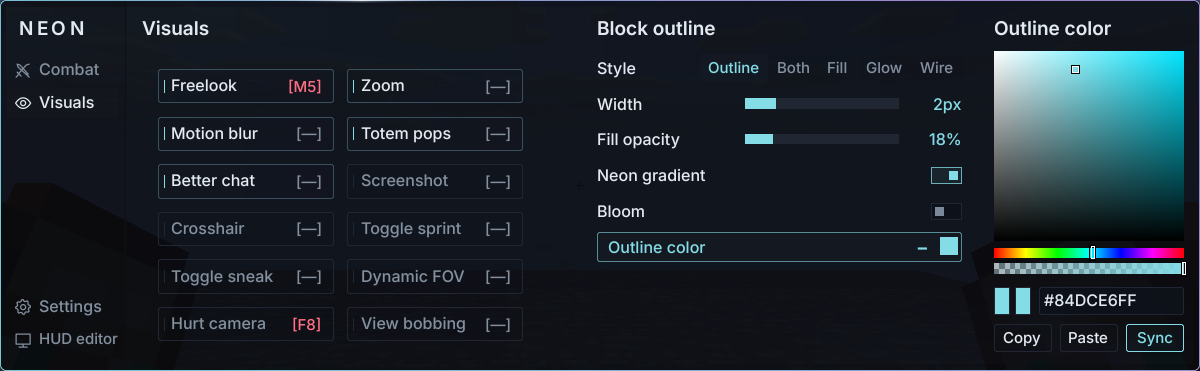 NEON
Combat
Visuals
Settings
HUD editor
Visuals
Freelook [M5]
Zoom [—]
Motion blur [—]
Totem pops [—]
Better chat [—]
Screenshot [—]
Crosshair [—]
Toggle sprint [—]
Toggle sneak [—]
Dynamic FOV [—]
Hurt camera [F8]
View bobbing [—]
Block outline
Style Outline Both Fill Glow Wire
Width 2px
Fill opacity 18%
Neon gradient
Bloom
Outline color –
Outline color
#84DCE6FF
Copy Paste Sync